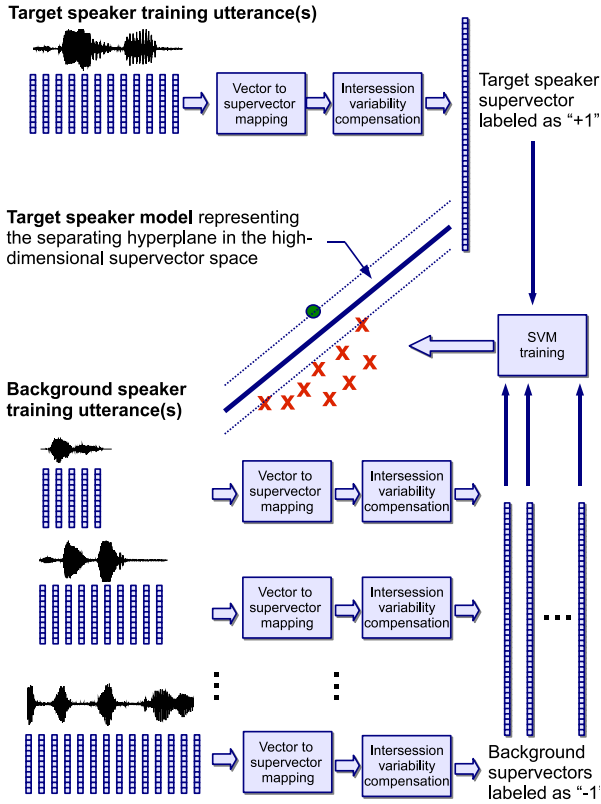 Target speaker training utterance(s)
Vector to
supervector
mapping
Intersession
variability
compensation
Target speaker
supervector
labeled as “+1”
Target speaker model representing
the separating hyperplane in the high-
dimensional supervector space
SVM
training
Background speaker
training utterance(s)
Vector to
supervector
mapping
Intersession
variability
compensation
Vector to
supervector
mapping
Intersession
variability
compensation
Vector to
supervector
mapping
Intersession
variability
compensation
Background
supervectors
labeled as “-1”